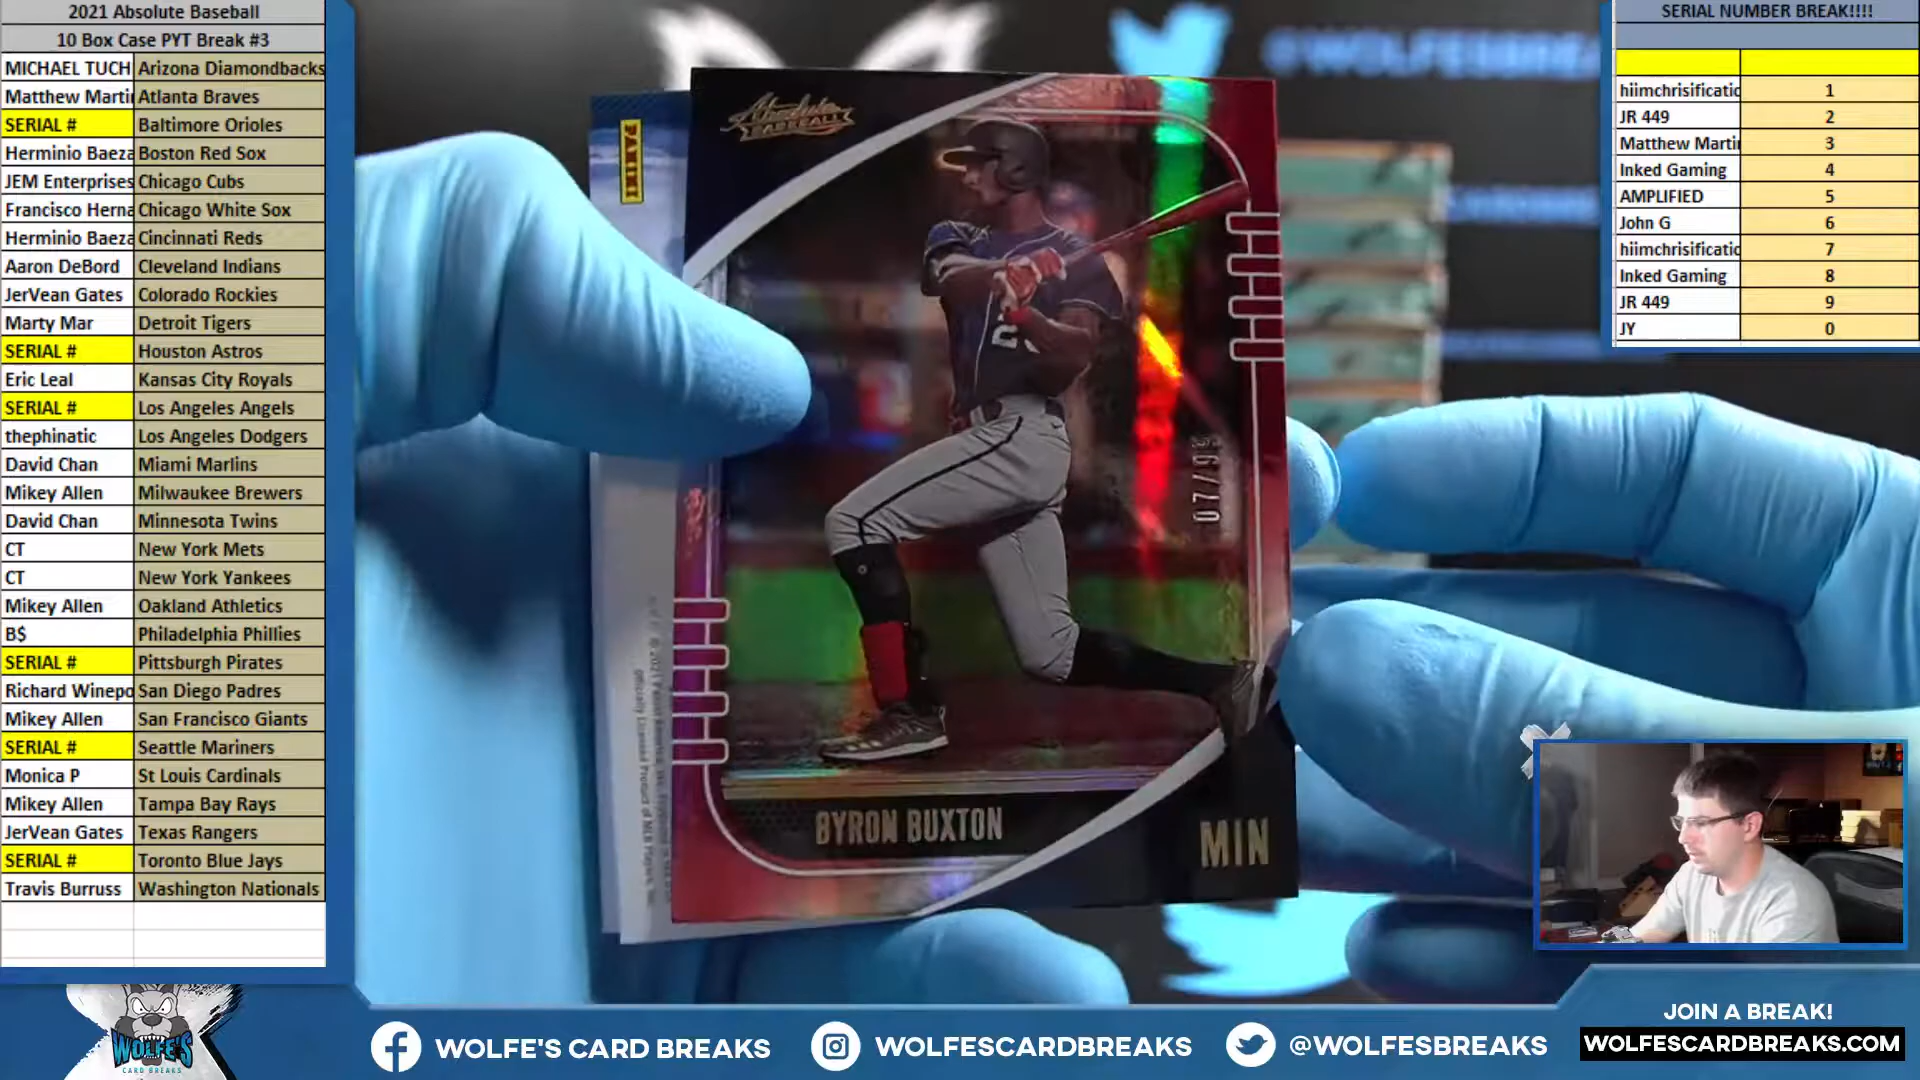 2021 Absolute Baseball
10 Box Case PYT Break #3
MICHAEL TUCH Arizona Diamondbacks
Matthew Marti Atlanta Braves
SERIAL # Baltimore Orioles
Herminio Baeza Boston Red Sox
JEM Enterprises Chicago Cubs
Francisco Herna Chicago White Sox
Herminio Baeza Cincinnati Reds
Aaron DeBord Cleveland Indians
JerVean Gates Colorado Rockies
Marty Mar Detroit Tigers
SERIAL # Houston Astros
Eric Leal Kansas City Royals
SERIAL # Los Angeles Angels
thephinatic Los Angeles Dodgers
David Chan Miami Marlins
Mikey Allen Milwaukee Brewers
David Chan Minnesota Twins
CT New York Mets
CT New York Yankees
Mikey Allen Oakland Athletics
B$ Philadelphia Phillies
SERIAL # Pittsburgh Pirates
Richard Winepo San Diego Padres
Mikey Allen San Francisco Giants
SERIAL # Seattle Mariners
Monica P St Louis Cardinals
Mikey Allen Tampa Bay Rays
JerVean Gates Texas Rangers
SERIAL # Toronto Blue Jays
Travis Burruss Washington Nationals
@WOLFESBREA
PANINI
Absolute
BASEBALL
2
07/99
BYRON BUXTON
MIN
SERIAL NUMBER BREAK!!!!
hiimchrisificatio 1
JR 449 2
Matthew Marti 3
Inked Gaming 4
AMPLIFIED 5
John G 6
hiimchrisificatio 7
Inked Gaming 8
JR 449 9
JY 0
WOLFE'S
CARD BREAKS
WOLFE'S CARD BREAKS
WOLFESCARDBREAKS
@WOLFESBREAKS
JOIN A BREAK!
WOLFESCARDBREAKS.COM